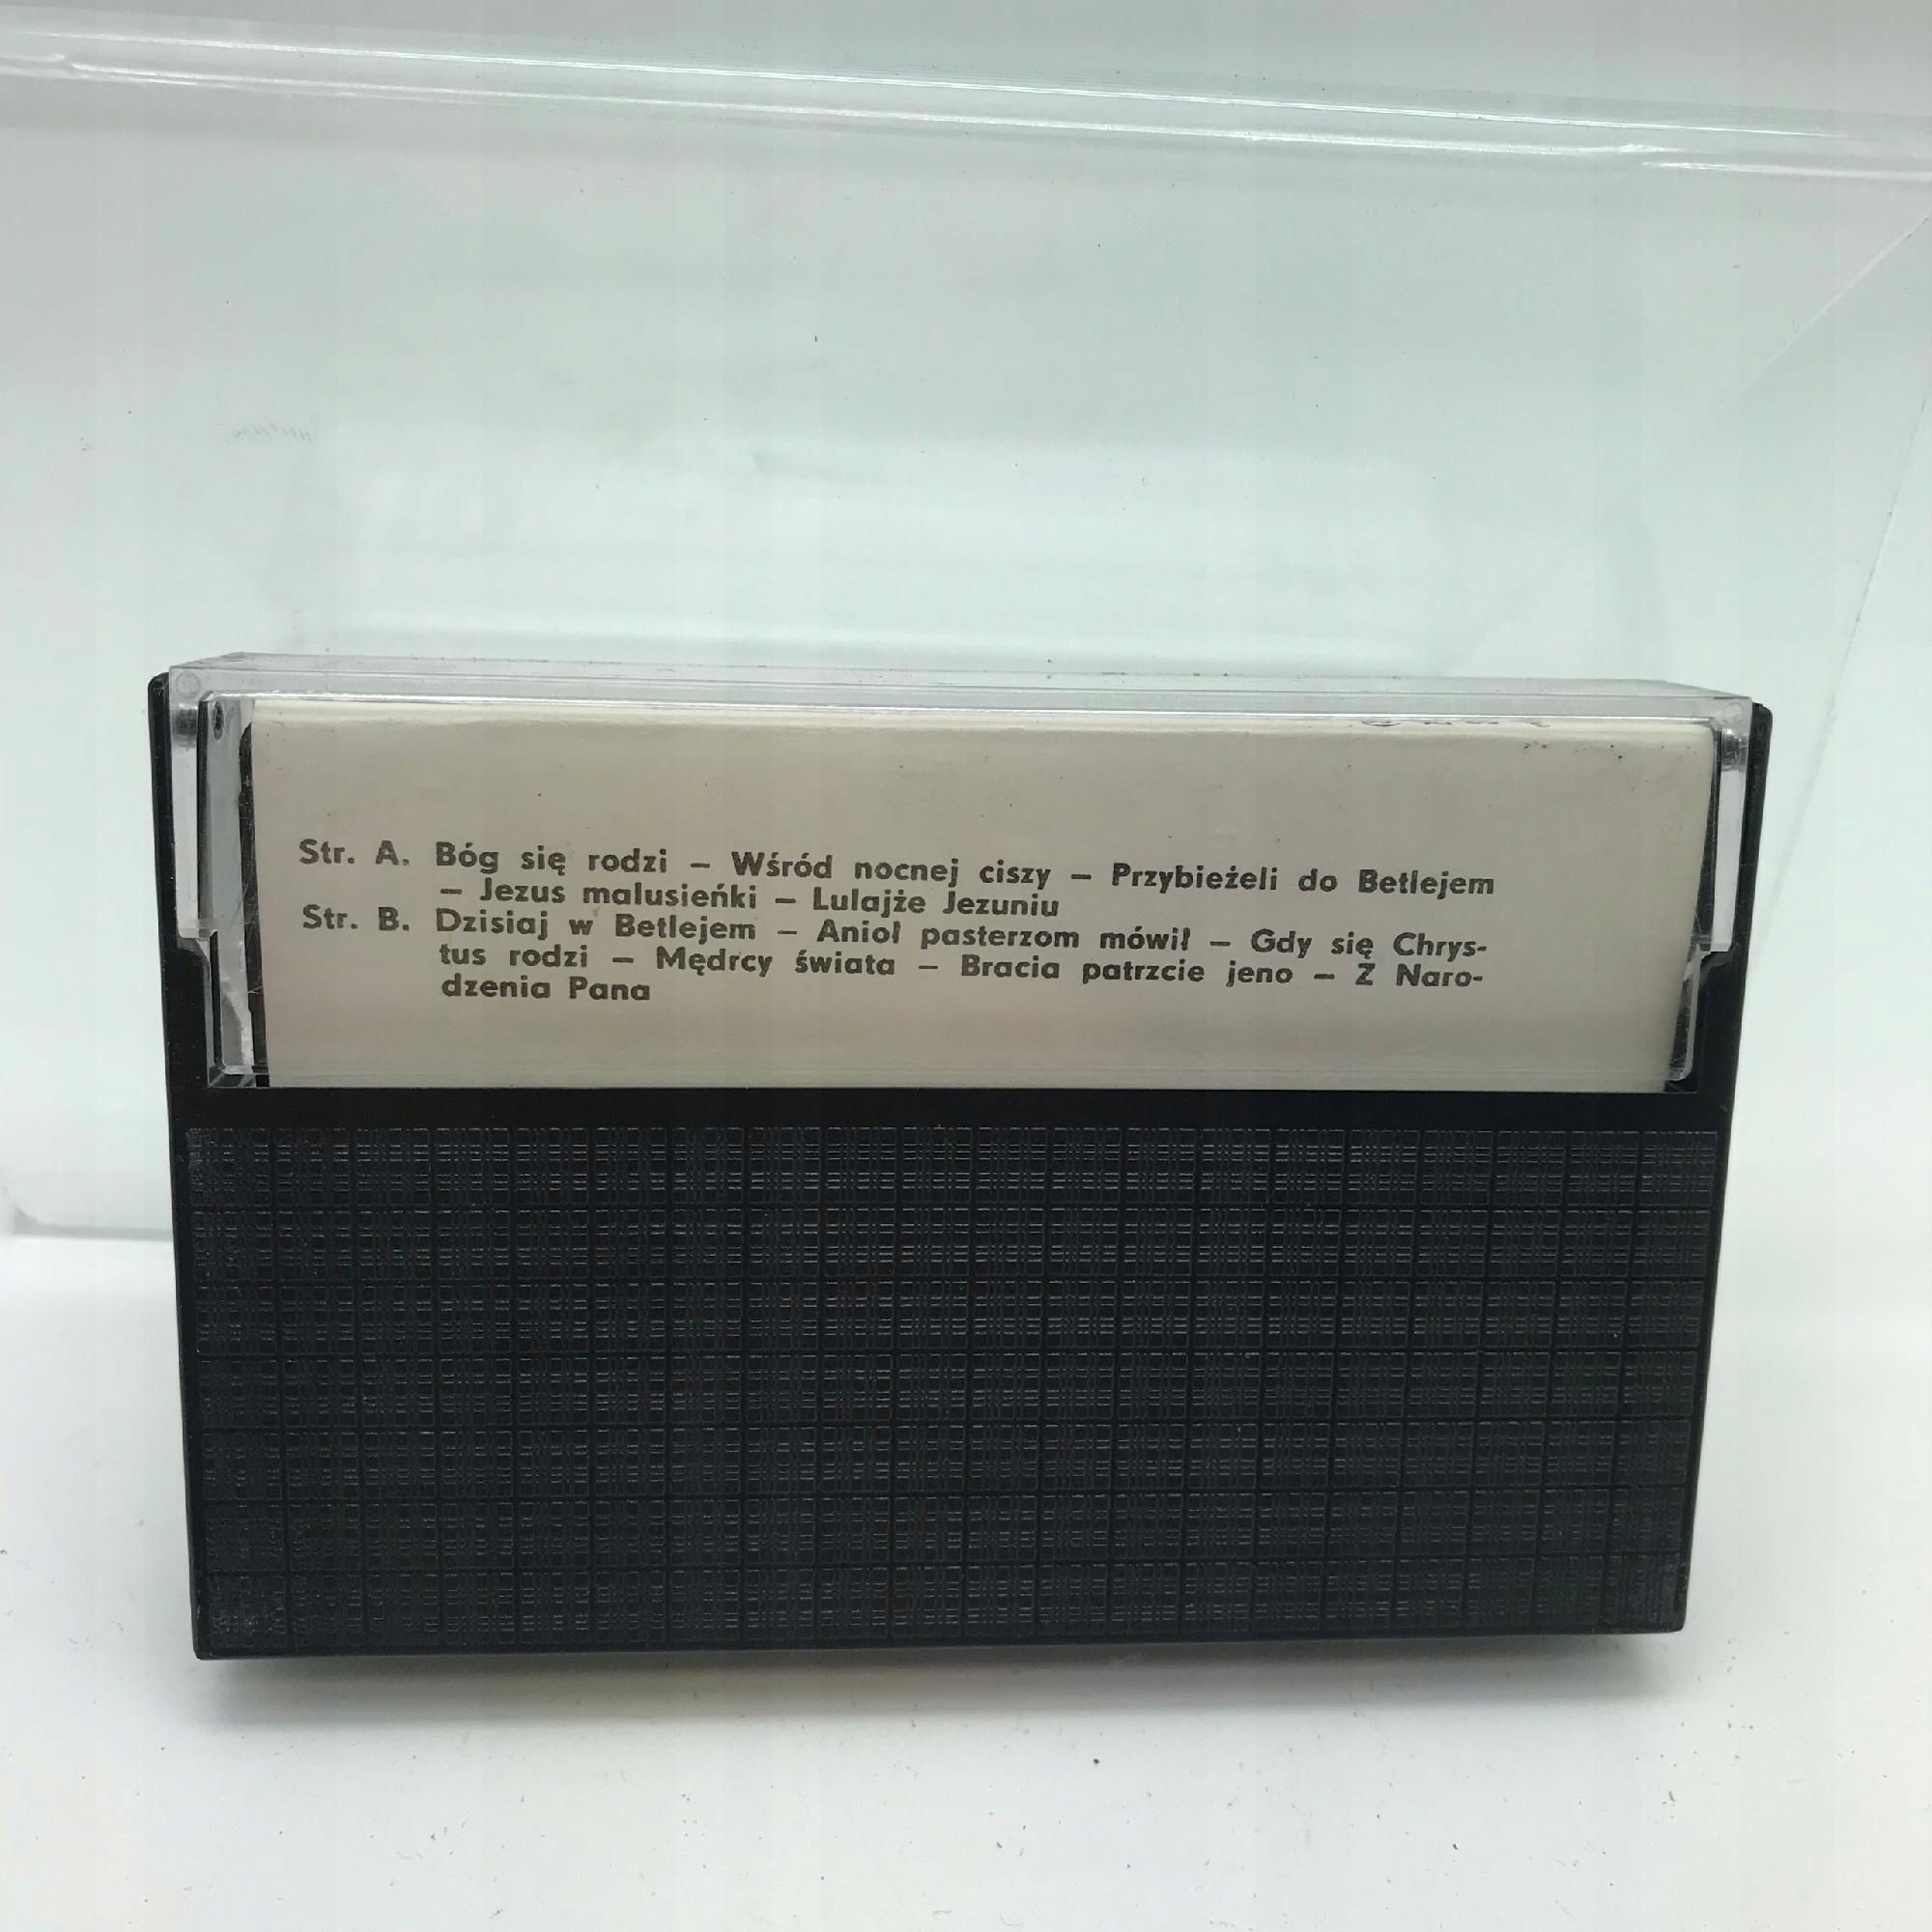 Str. A. Bóg się rodzi – Wśród nocnej ciszy – Przybieżeli do Betlejem
– Jezus malusieńki – Lulajże Jezuniu
Str. B. Dzisiaj w Betlejem – Anioł pasterzom mówił – Gdy się Chrys-
tus rodzi – Mędrcy świata – Bracia patrzcie jeno – Z Naro-
dzenia Pana